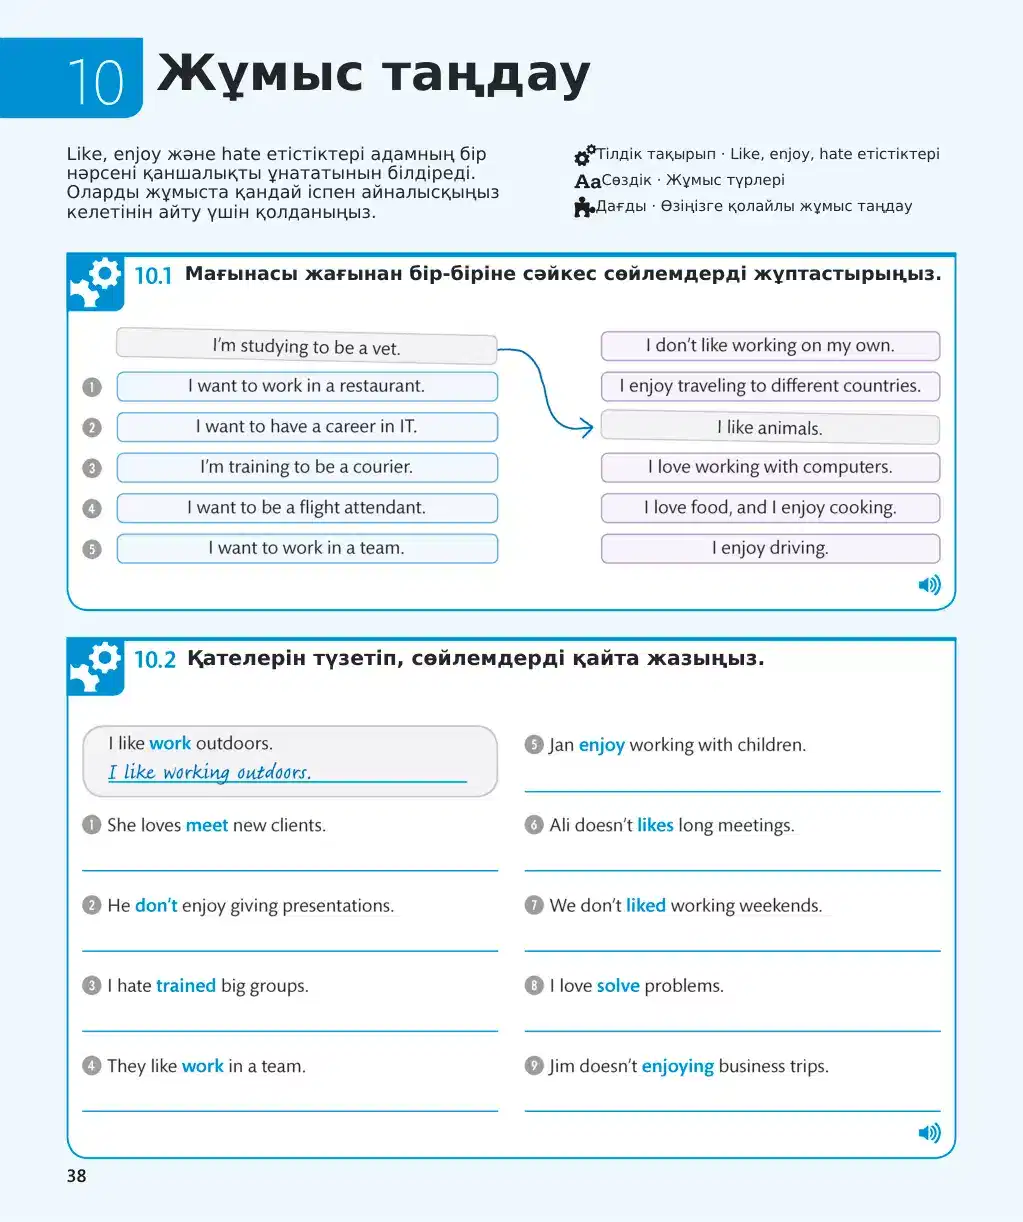 10 Жұмыс таңдау
Like, enjoy және hate етістіктері адамның бір
нәрсені қаншалықты ұнататынын білдіреді.
Оларды жұмыста қандай іспен айналысқыңыз
келетінін айту үшін қолданыңыз.
Тілдік тақырып · Like, enjoy, hate етістіктері
Aa Сөздік · Жұмыс түрлері
Дағды · Өзіңізге қолайлы жұмыс таңдау
10.1 Мағынасы жағынан бір-біріне сәйкес сөйлемдерді жұптастырыңыз.
I'm studying to be a vet.
1 I want to work in a restaurant.
2 I want to have a career in IT.
3 I'm training to be a courier.
4 I want to be a flight attendant.
5 I want to work in a team.
I don't like working on my own.
I enjoy traveling to different countries.
I like animals.
I love working with computers.
I love food, and I enjoy cooking.
I enjoy driving.
10.2 Қателерін түзетіп, сөйлемдерді қайта жазыңыз.
I like work outdoors.
I like working outdoors.
1 She loves meet new clients.
2 He don't enjoy giving presentations.
3 I hate trained big groups.
4 They like work in a team.
5 Jan enjoy working with children.
6 Ali doesn't likes long meetings.
7 We don't liked working weekends.
8 I love solve problems.
9 Jim doesn't enjoying business trips.
38